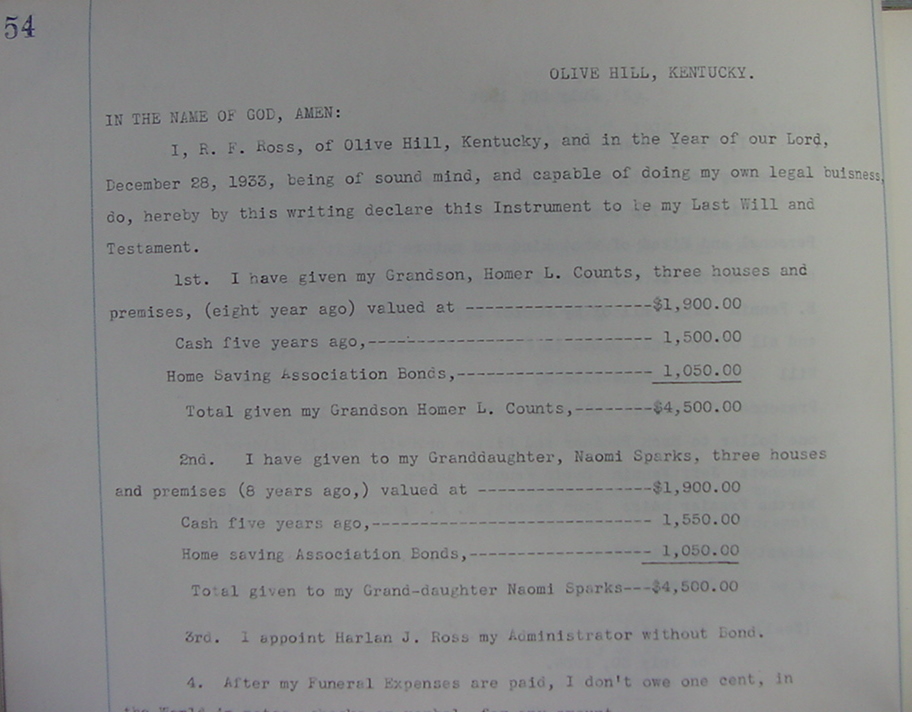 54
OLIVE HILL, KENTUCKY.
IN THE NAME OF GOD, AMEN:
I, R. F. Ross, of Olive Hill, Kentucky, and in the Year of our Lord,
December 28, 1933, being of sound mind, and capable of doing my own legal buisness,
do, hereby by this writing declare this Instrument to be my Last Will and
Testament.
1st. I have given my Grandson, Homer L. Counts, three houses and
premises, (eight year ago) valued at -------------------$1,900.00
Cash five years ago,----------------------------- 1,500.00
Home Saving Association Bonds,-------------------- 1,050.00
Total given my Grandson Homer L. Counts,--------$4,500.00
2nd. I have given to my Granddaughter, Naomi Sparks, three houses
and premises (8 years ago,) valued at ------------------$1,900.00
Cash five years ago,----------------------------- 1,550.00
Home saving Association Bonds,------------------- 1,050.00
Total given to my Grand-daughter Naomi Sparks---$4,500.00
3rd. I appoint Harlan J. Ross my Administrator without Bond.
4. After my Funeral Expenses are paid, I don't owe one cent, in